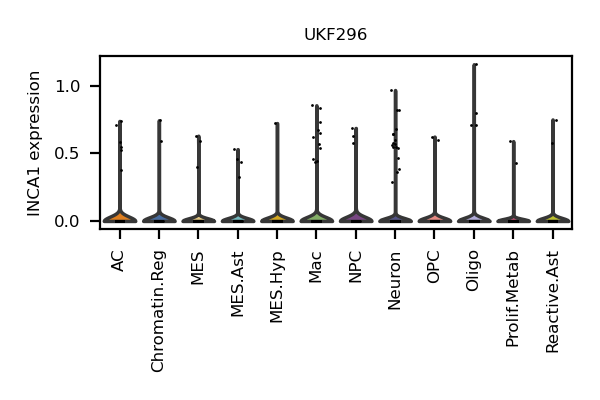 UKF296
INCA1 expression
1.0
0.5
0.0
AC
Chromatin.Reg
MES
MES.Ast
MES.Hyp
Mac
NPC
Neuron
OPC
Oligo
Prolif.Metab
Reactive.Ast